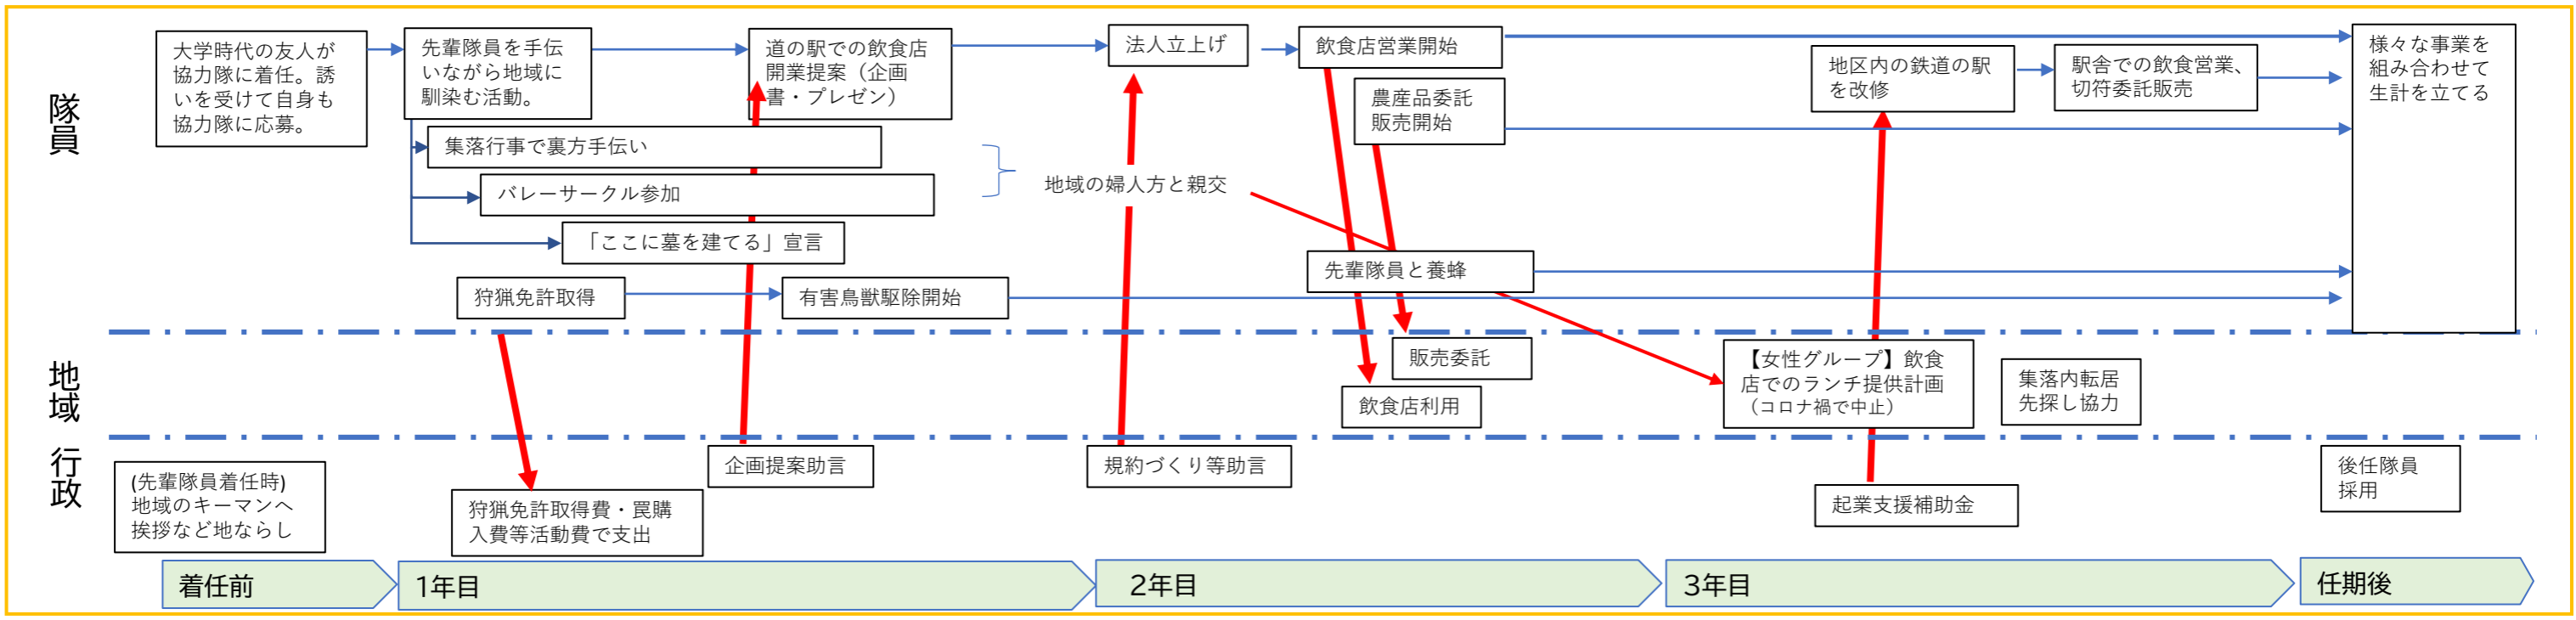 隊員
大学時代の友人が
協力隊に着任。誘
いを受けて自身も
協力隊に応募。
先輩隊員を手伝
いながら地域に
馴染む活動。
道の駅での飲食店
開業提案（企画
書・プレゼン）
法人立上げ
飲食店営業開始
農産品委託
販売開始
地区内の鉄道の駅
を改修
駅舎での飲食営業、
切符委託販売
様々な事業を
組み合わせて
生計を立てる
集落行事で裏方手伝い
バレーサークル参加
「ここに墓を建てる」宣言
地域の婦人方と親交
狩猟免許取得
有害鳥獣駆除開始
先輩隊員と養蜂
地域
販売委託
飲食店利用
【女性グループ】飲食
店でのランチ提供計画
（コロナ禍で中止）
集落内転居
先探し協力
行政
(先輩隊員着任時)
地域のキーマンへ
挨拶など地ならし
狩猟免許取得費・罠購
入費等活動費で支出
企画提案助言
規約づくり等助言
起業支援補助金
後任隊員
採用
着任前
1年目
2年目
3年目
任期後